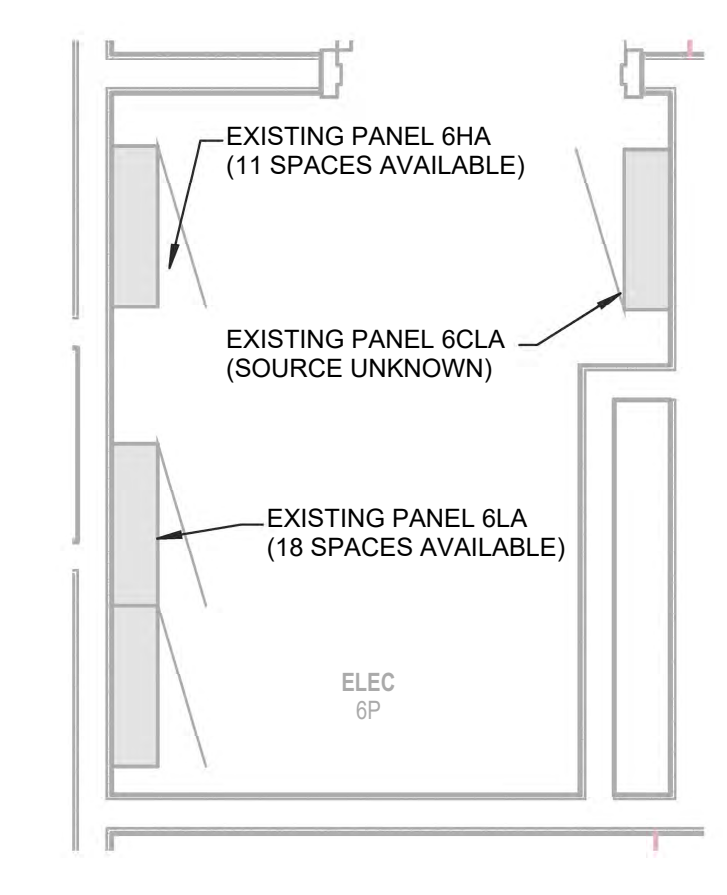 EXISTING PANEL 6HA
(11 SPACES AVAILABLE)
EXISTING PANEL 6CLA
(SOURCE UNKNOWN)
EXISTING PANEL 6LA
(18 SPACES AVAILABLE)
ELEC
6P